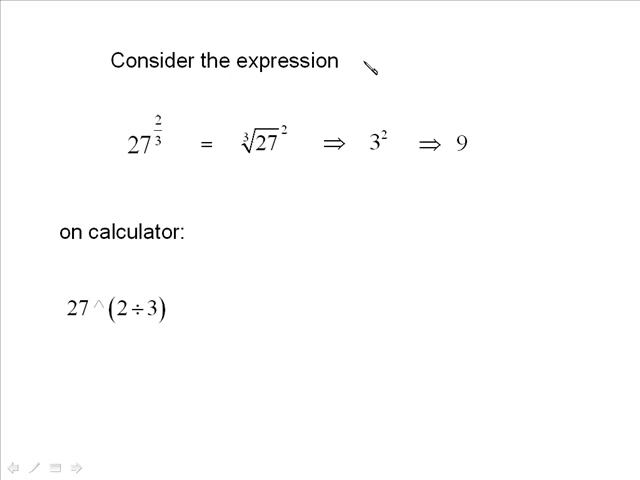 Consider the expression
27^(2/3) = ∛27² ⇒ 3² ⇒ 9
on calculator:
27^(2÷3)